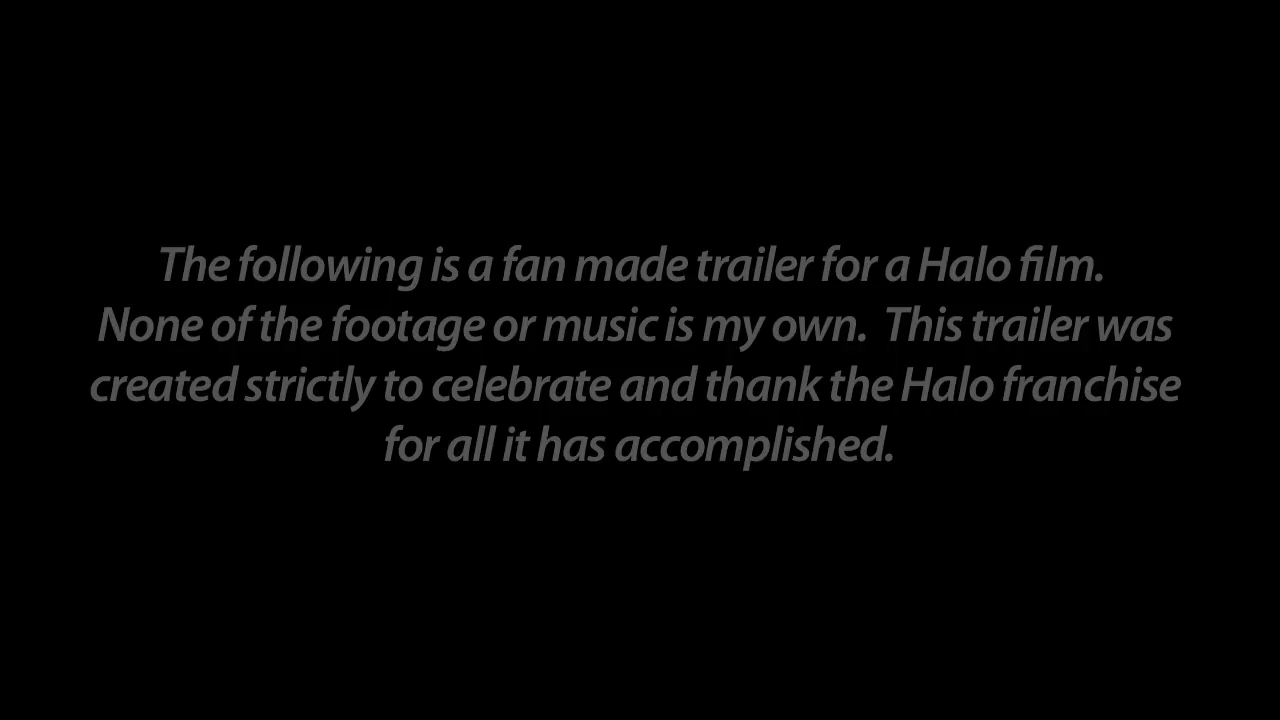 The following is a fan made trailer for a Halo film.
None of the footage or music is my own.  This trailer was
created strictly to celebrate and thank the Halo franchise
for all it has accomplished.